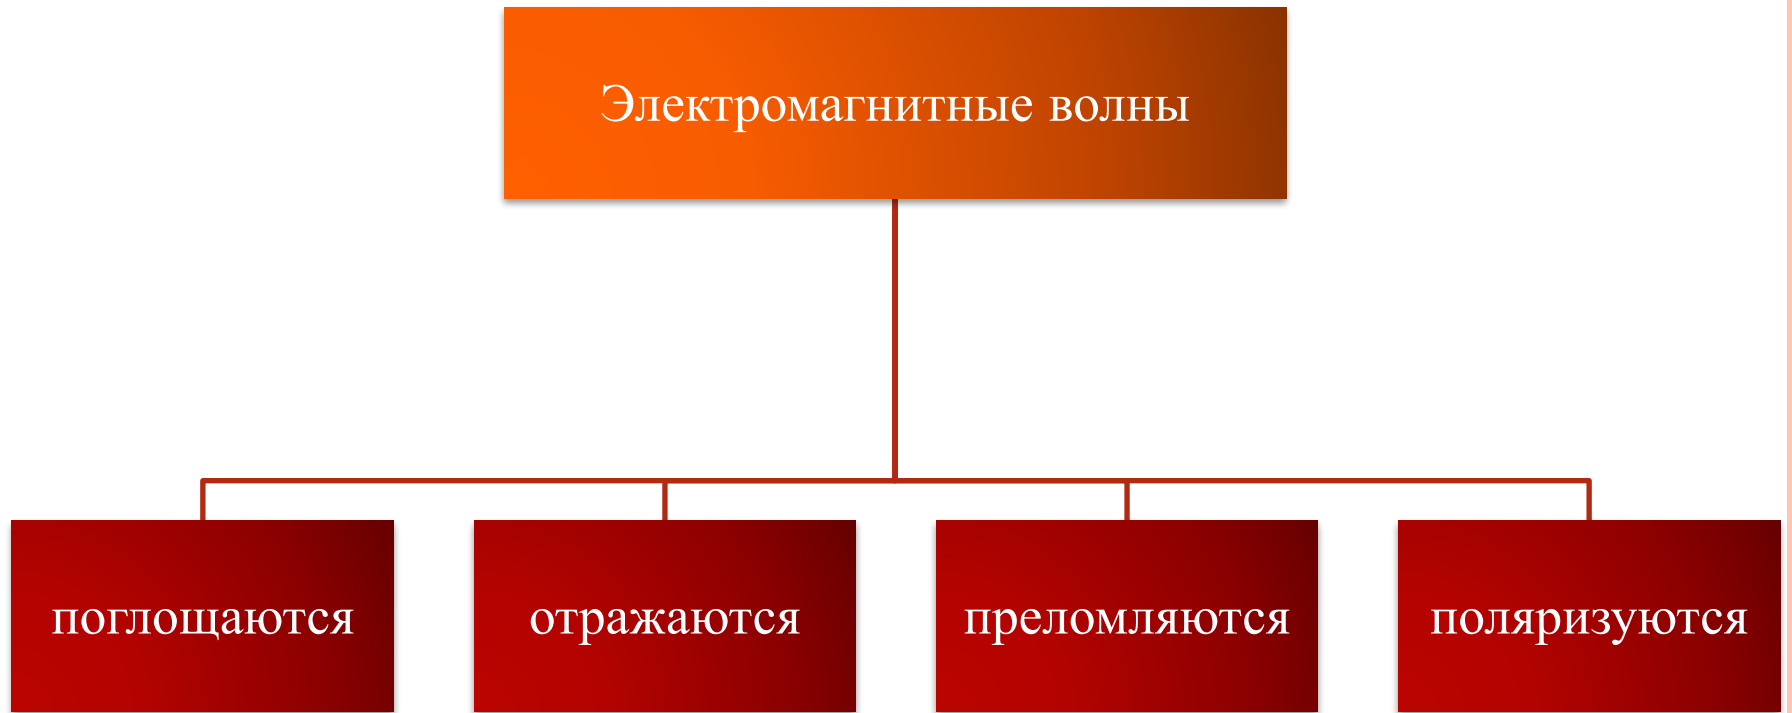 Электромагнитные волны
поглощаются
отражаются
преломляются
поляризуются